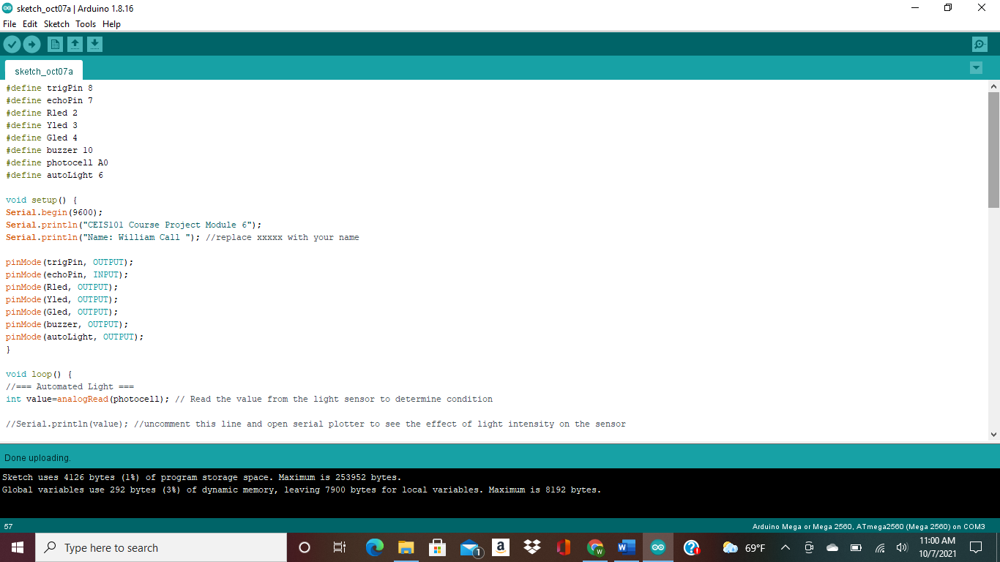 sketch_oct07a | Arduino 1.8.16
File Edit Sketch Tools Help
sketch_oct07a
#define trigPin 8
#define echoPin 7
#define Rled 2
#define Yled 3
#define Gled 4
#define buzzer 10
#define photocell A0
#define autoLight 6
void setup() {
Serial.begin(9600);
Serial.println("CEIS101 Course Project Module 6");
Serial.println("Name: William Call "); //replace xxxxx with your name
pinMode(trigPin, OUTPUT);
pinMode(echoPin, INPUT);
pinMode(Rled, OUTPUT);
pinMode(Yled, OUTPUT);
pinMode(Gled, OUTPUT);
pinMode(buzzer, OUTPUT);
pinMode(autoLight, OUTPUT);
}
void loop() {
//=== Automated Light ===
int value=analogRead(photocell); // Read the value from the light sensor to determine condition
//Serial.println(value); //uncomment this line and open serial plotter to see the effect of light intensity on the sensor
Done uploading.
Sketch uses 4126 bytes (1%) of program storage space. Maximum is 253952 bytes.
Global variables use 292 bytes (3%) of dynamic memory, leaving 7900 bytes for local variables. Maximum is 8192 bytes.
57
Arduino Mega or Mega 2560, ATmega2560 (Mega 2560) on COM3
Type here to search
1
a
W
W
?
!
69°F
11:00 AM
10/7/2021